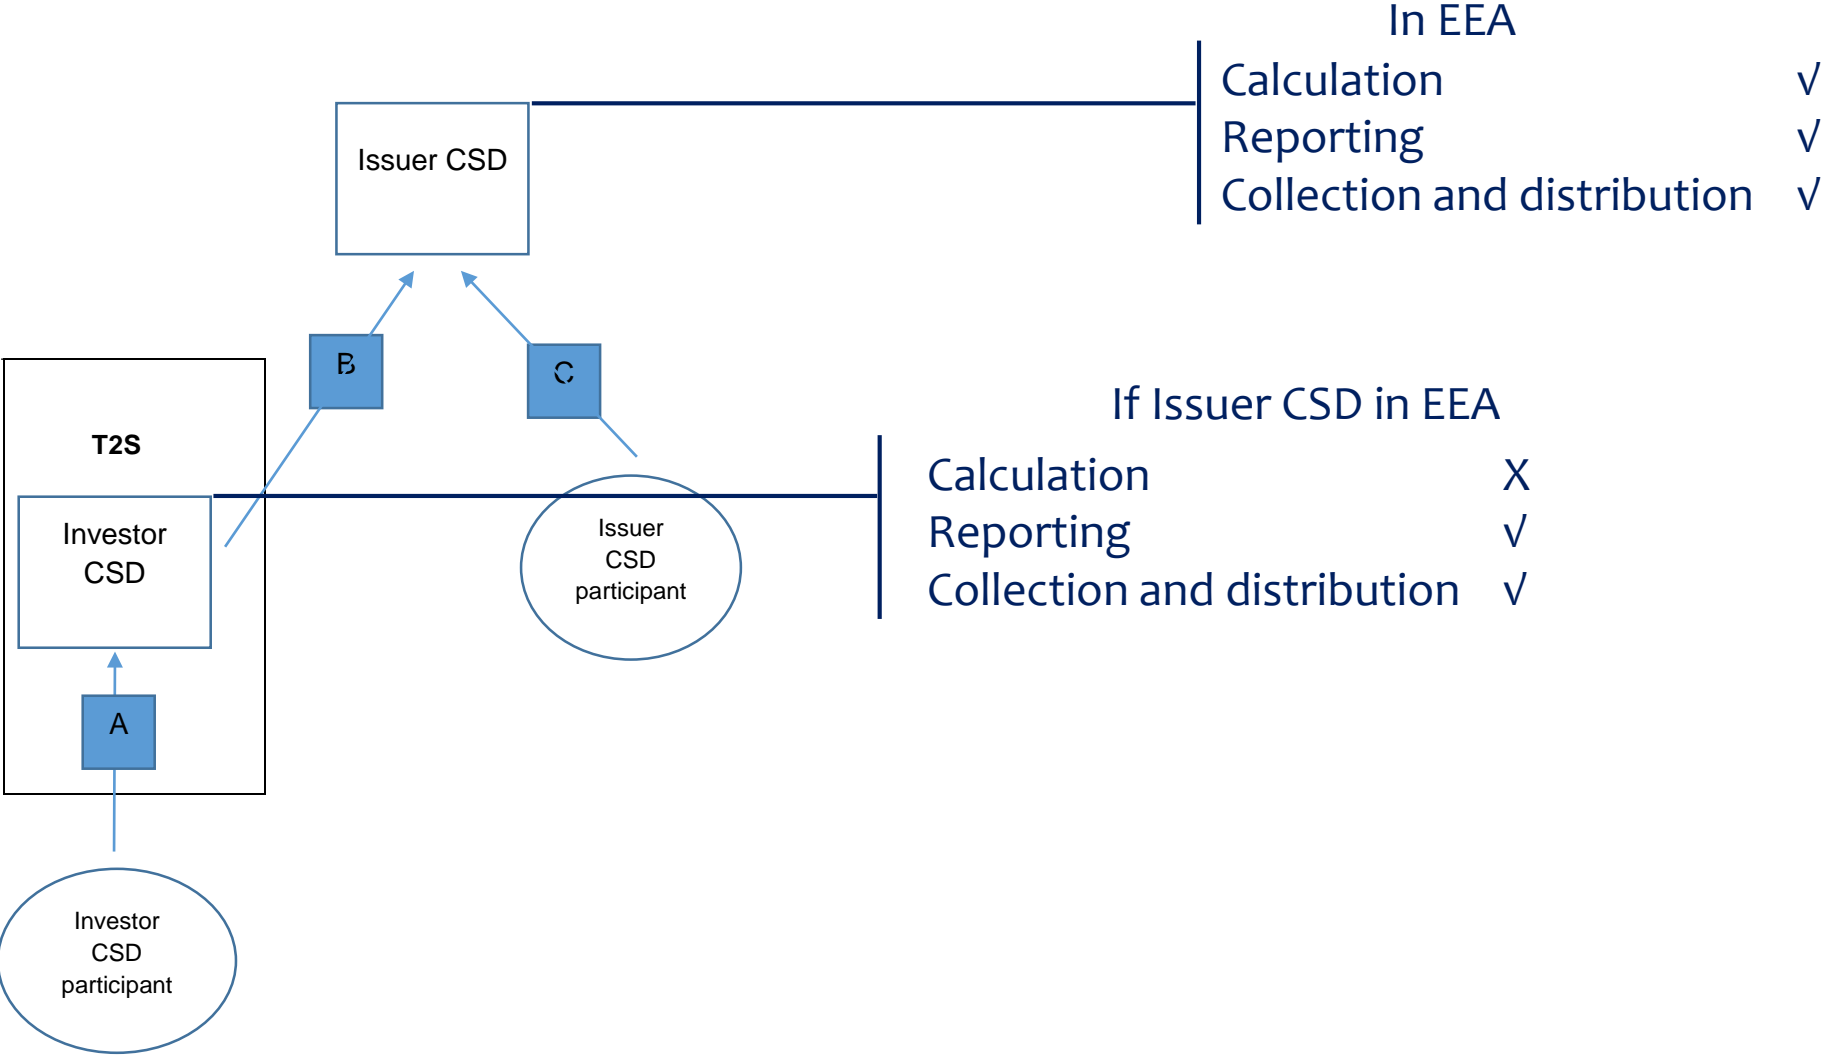 In EEA
Calculation √
Reporting √
Collection and distribution √
Issuer CSD
B
C
If Issuer CSD in EEA
T2S
Calculation X
Reporting √
Collection and distribution √
Investor
CSD
Issuer
CSD
participant
A
Investor
CSD
participant